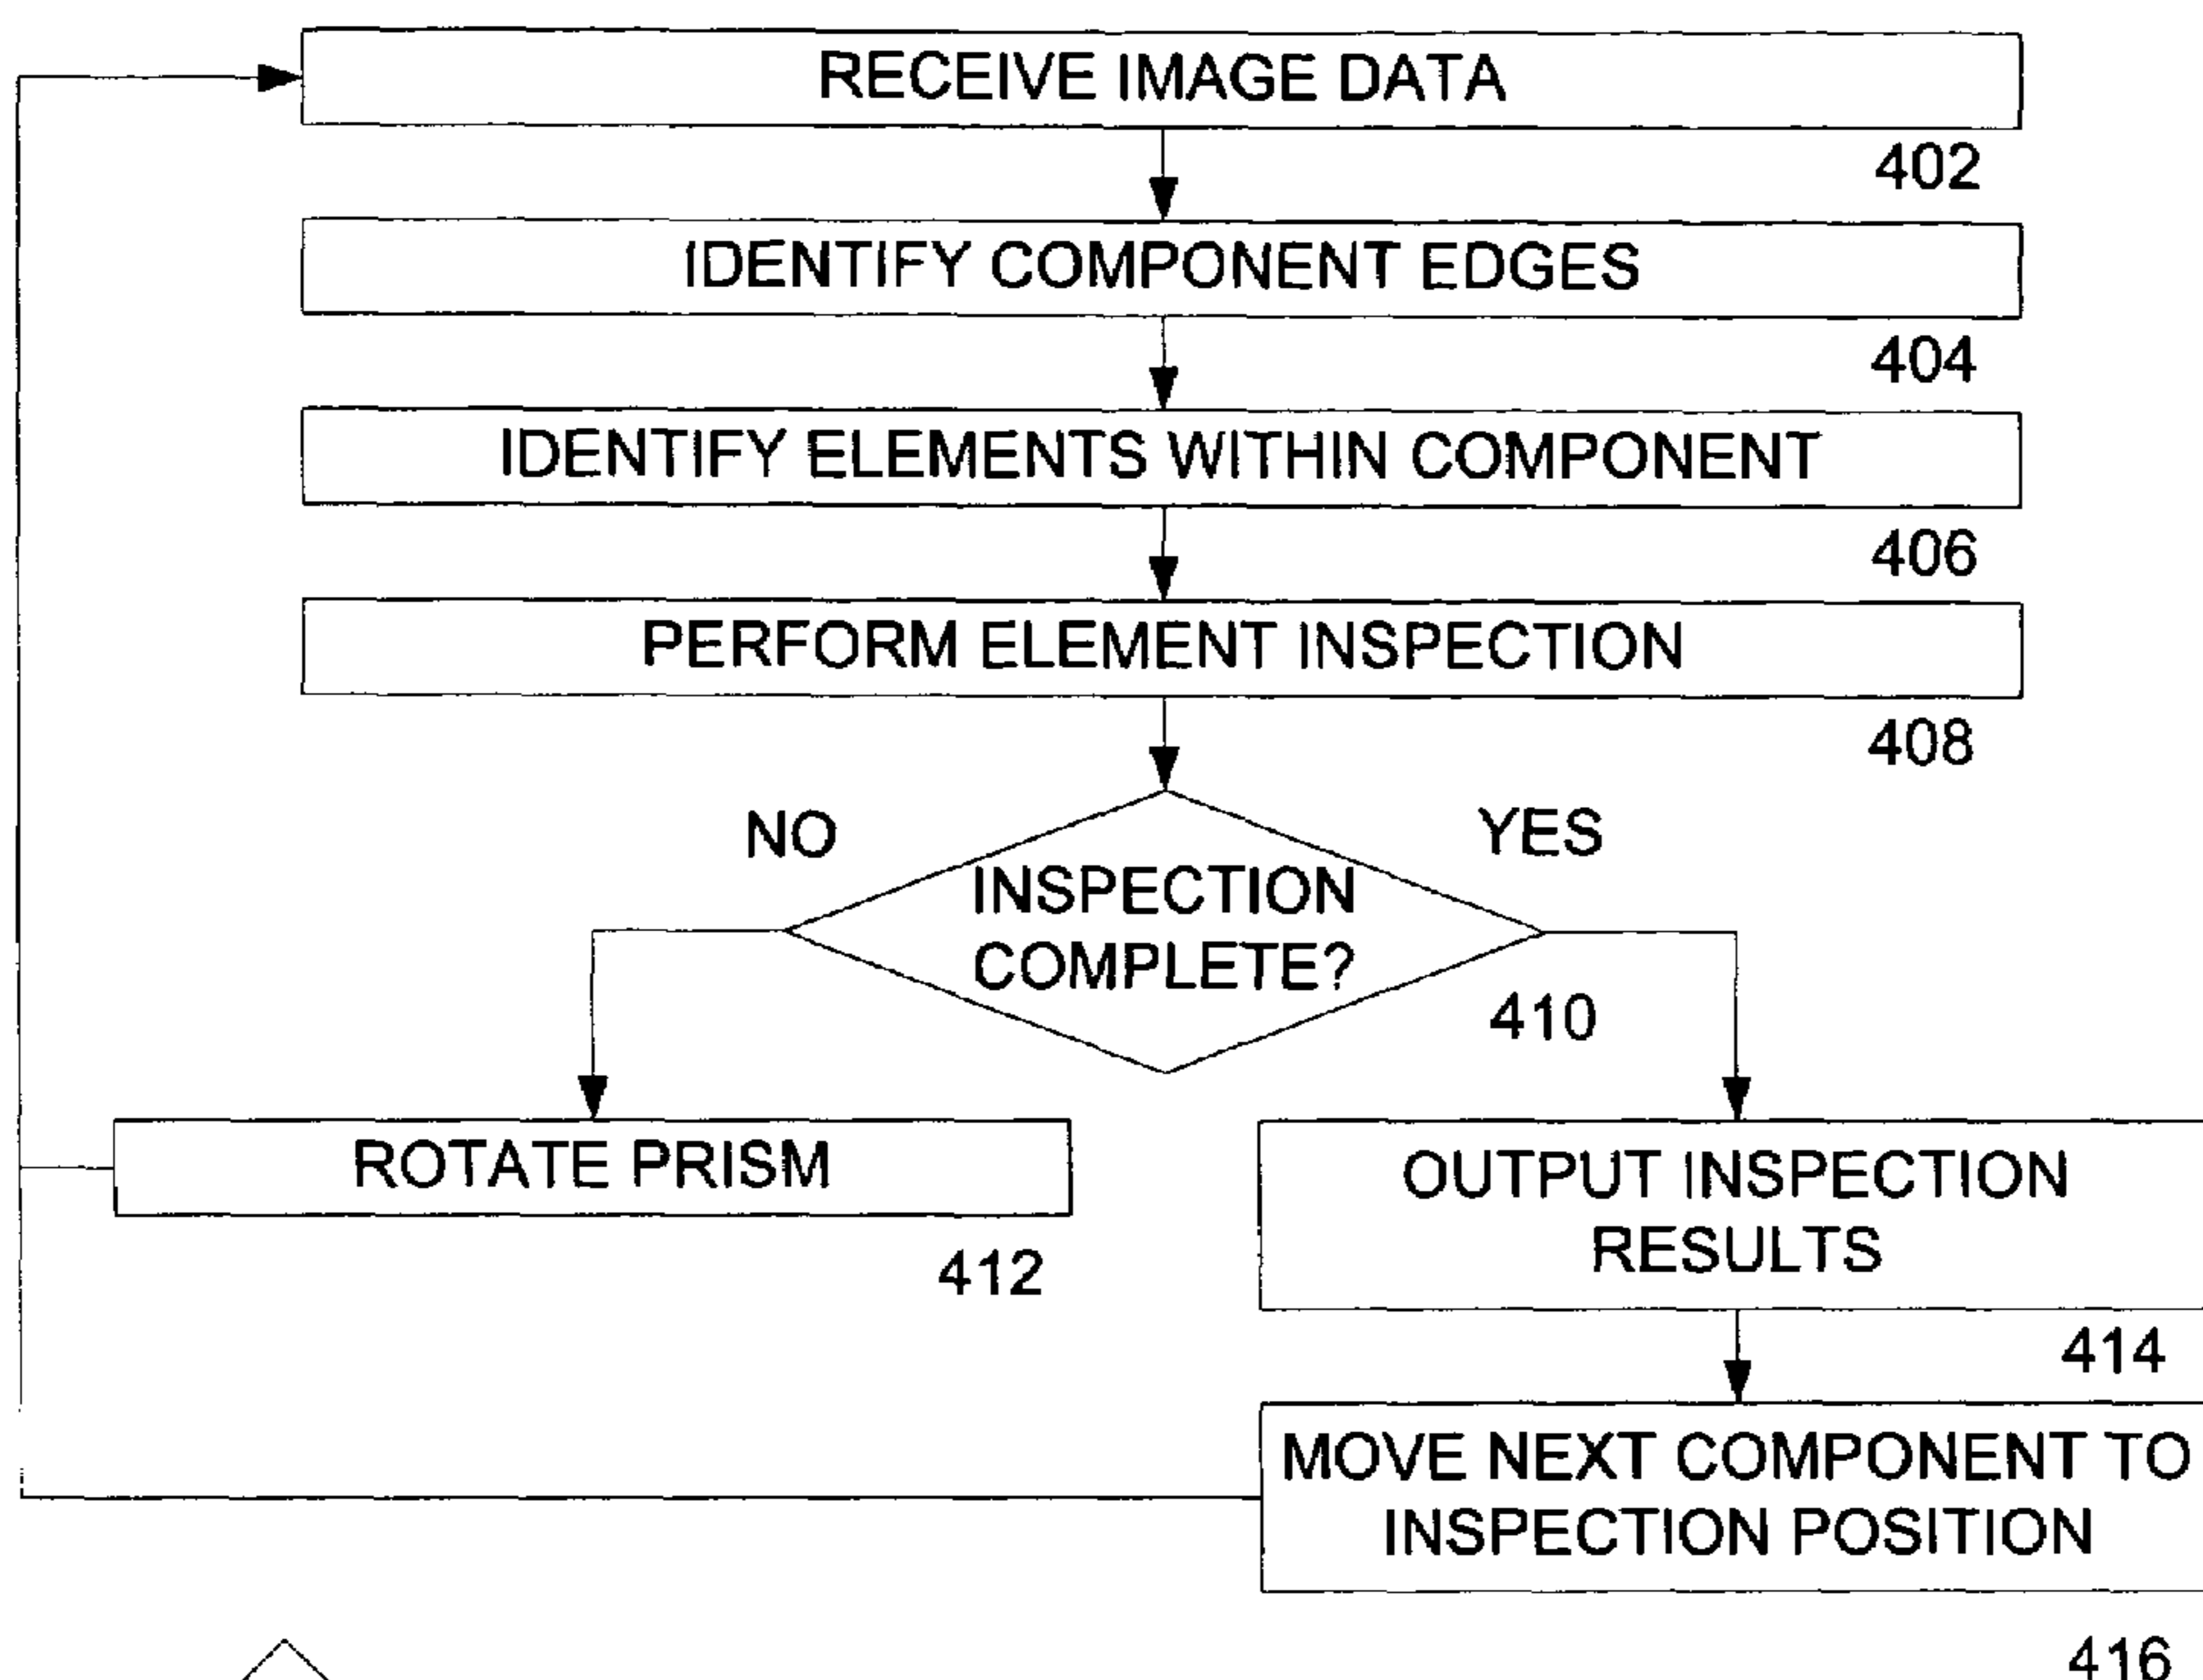 RECEIVE IMAGE DATA
402
IDENTIFY COMPONENT EDGES
404
IDENTIFY ELEMENTS WITHIN COMPONENT
406
PERFORM ELEMENT INSPECTION
408
NO
YES
INSPECTION
COMPLETE?
410
ROTATE PRISM
412
OUTPUT INSPECTION
RESULTS
414
MOVE NEXT COMPONENT TO
INSPECTION POSITION
416